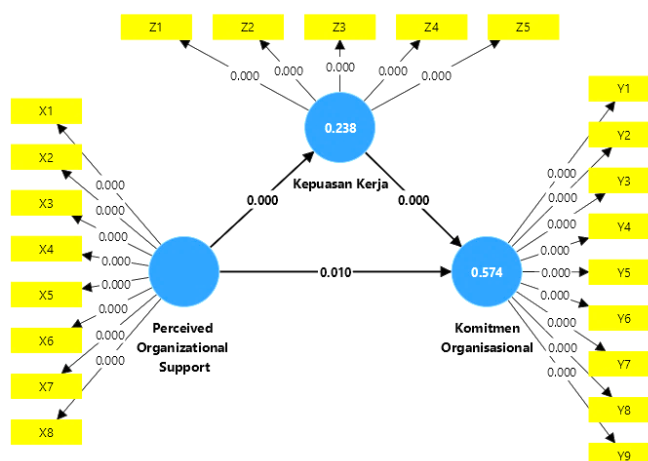 Z1 Z2 Z3 Z4 Z5
0.000 0.000 0.000 0.000 0.000
0.238
Kepuasan Kerja
X1
X2
X3
X4
X5
X6
X7
X8
0.000
0.000
0.000
0.000
0.000
0.000
0.000
0.000
Perceived
Organizational
Support
0.000
0.000
0.010
0.574
Komitmen
Organisasional
0.000
0.000
0.000
0.000
0.000
0.000
0.000
0.000
0.000
Y1
Y2
Y3
Y4
Y5
Y6
Y7
Y8
Y9